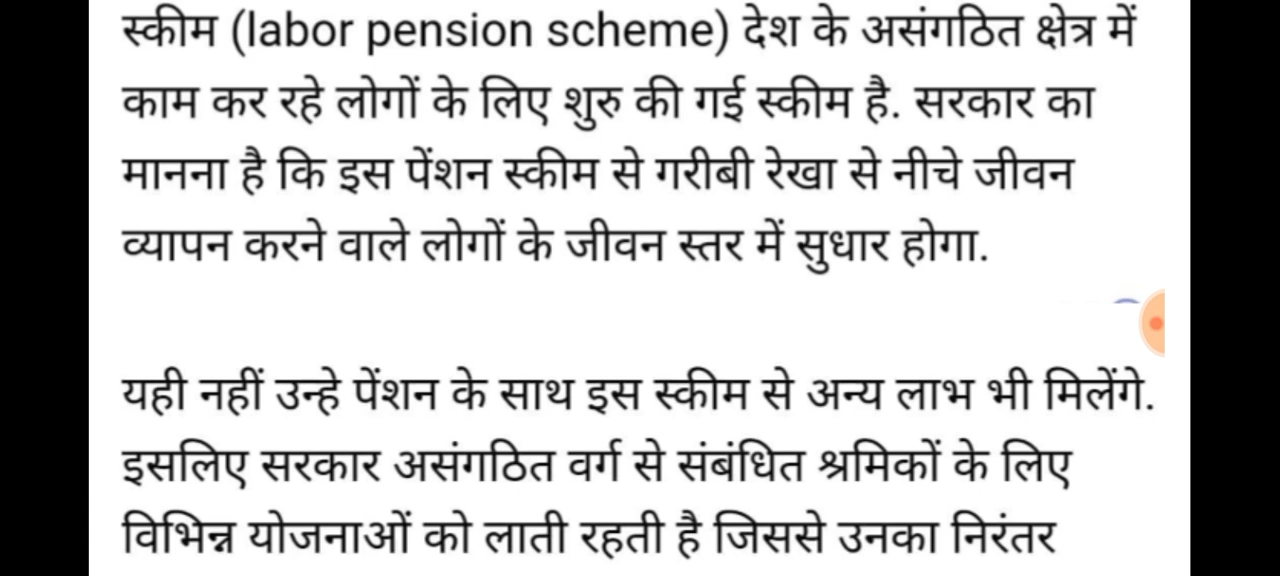 स्कीम (labor pension scheme) देश के असंगठित क्षेत्र में
काम कर रहे लोगों के लिए शुरु की गई स्कीम है. सरकार का
मानना है कि इस पेंशन स्कीम से गरीबी रेखा से नीचे जीवन
व्यापन करने वाले लोगों के जीवन स्तर में सुधार होगा.
यही नहीं उन्हे पेंशन के साथ इस स्कीम से अन्य लाभ भी मिलेंगे.
इसलिए सरकार असंगठित वर्ग से संबंधित श्रमिकों के लिए
विभिन्न योजनाओं को लाती रहती है जिससे उनका निरंतर